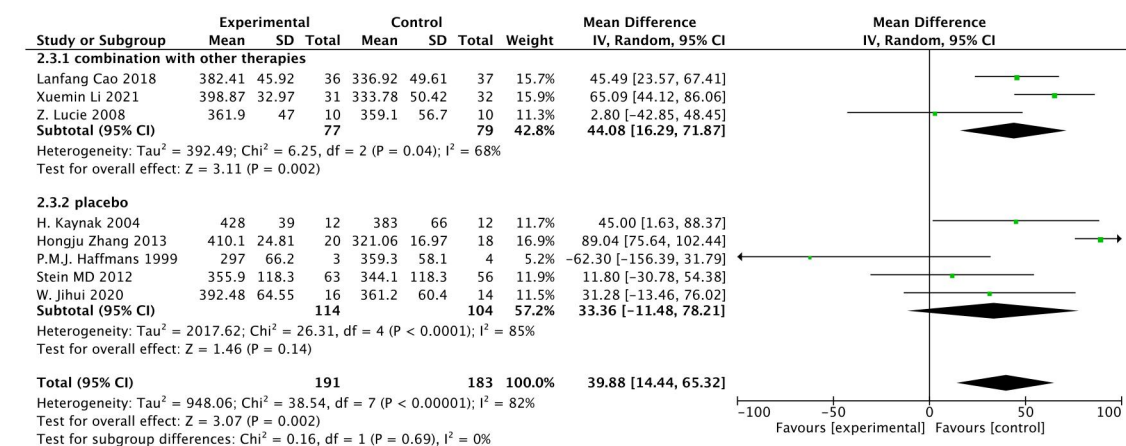 Experimental Control Mean Difference Mean Difference
Study or Subgroup Mean SD Total Mean SD Total Weight IV, Random, 95% CI IV, Random, 95% CI
2.3.1 combination with other therapies
Lanfang Cao 2018 382.41 45.92 36 336.92 49.61 37 15.7% 45.49 [23.57, 67.41]
Xuemin Li 2021 398.87 32.97 31 333.78 50.42 32 15.9% 65.09 [44.12, 86.06]
Z. Lucie 2008 361.9 47 10 359.1 56.7 10 11.3% 2.80 [-42.85, 48.45]
Subtotal (95% CI) 77 79 42.8% 44.08 [16.29, 71.87]
Heterogeneity: Tau² = 392.49; Chi² = 6.25, df = 2 (P = 0.04); I² = 68%
Test for overall effect: Z = 3.11 (P = 0.002)
2.3.2 placebo
H. Kaynak 2004 428 39 12 383 66 12 11.7% 45.00 [1.63, 88.37]
Hongju Zhang 2013 410.1 24.81 20 321.06 16.97 18 16.9% 89.04 [75.64, 102.44]
P.M.J. Haffmans 1999 297 66.2 3 359.3 58.1 4 5.2% -62.30 [-156.39, 31.79]
Stein MD 2012 355.9 118.3 63 344.1 118.3 56 11.9% 11.80 [-30.78, 54.38]
W. Jihui 2020 392.48 64.55 16 361.2 60.4 14 11.5% 31.28 [-13.46, 76.02]
Subtotal (95% CI) 114 104 57.2% 33.36 [-11.48, 78.21]
Heterogeneity: Tau² = 2017.62; Chi² = 26.31, df = 4 (P < 0.0001); I² = 85%
Test for overall effect: Z = 1.46 (P = 0.14)
Total (95% CI) 191 183 100.0% 39.88 [14.44, 65.32]
Heterogeneity: Tau² = 948.06; Chi² = 38.54, df = 7 (P < 0.00001); I² = 82%
Test for overall effect: Z = 3.07 (P = 0.002)
Test for subgroup differences: Chi² = 0.16, df = 1 (P = 0.69), I² = 0%
-100 -50 0 50 100
Favours [experimental] Favours [control]